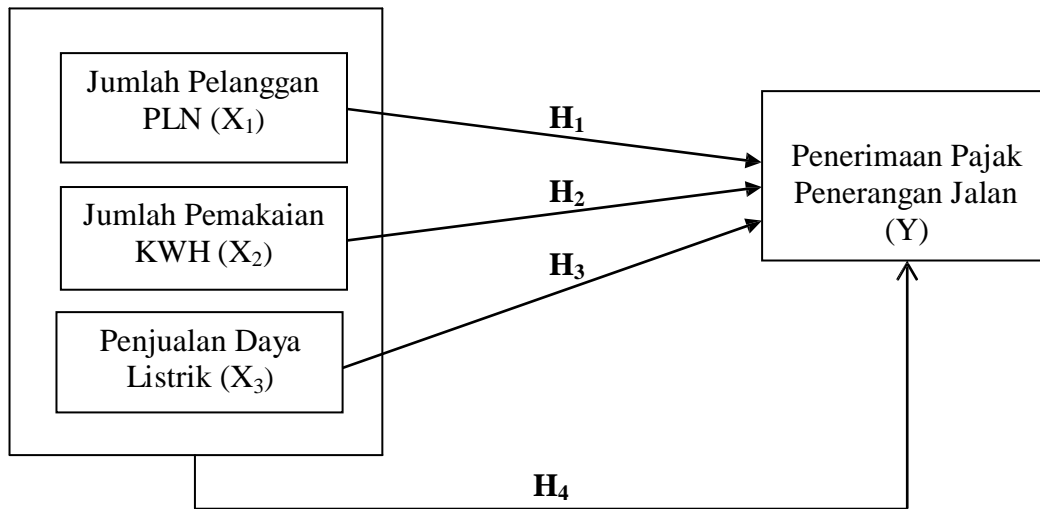 Jumlah Pelanggan
PLN (X₁)
Jumlah Pemakaian
KWH (X₂)
Penjualan Daya
Listrik (X₃)
H₁
H₂
H₃
Penerimaan Pajak
Penerangan Jalan
(Y)
H₄